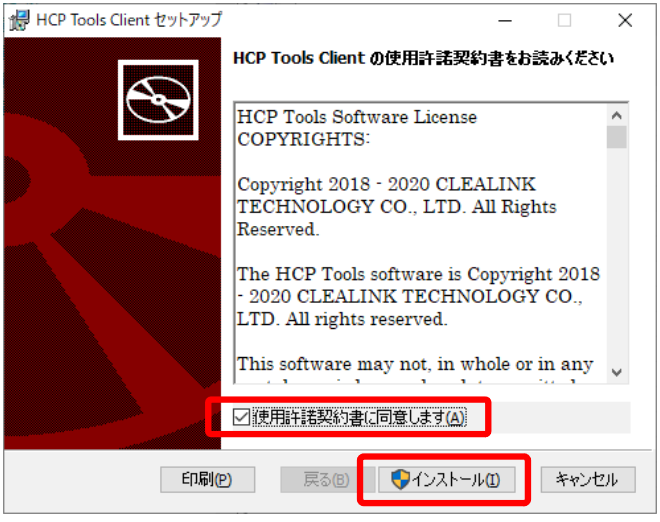 HCP Tools Client セットアップ
HCP Tools Client の使用許諾契約書をお読みください
HCP Tools Software License
COPYRIGHTS:
Copyright 2018 - 2020 CLEALINK
TECHNOLOGY CO., LTD. All Rights
Reserved.
The HCP Tools software is Copyright 2018
- 2020 CLEALINK TECHNOLOGY CO.,
LTD. All rights reserved.
This software may not, in whole or in any
使用許諾契約書に同意します(A)
印刷(P)
戻る(B)
インストール(I)
キャンセル